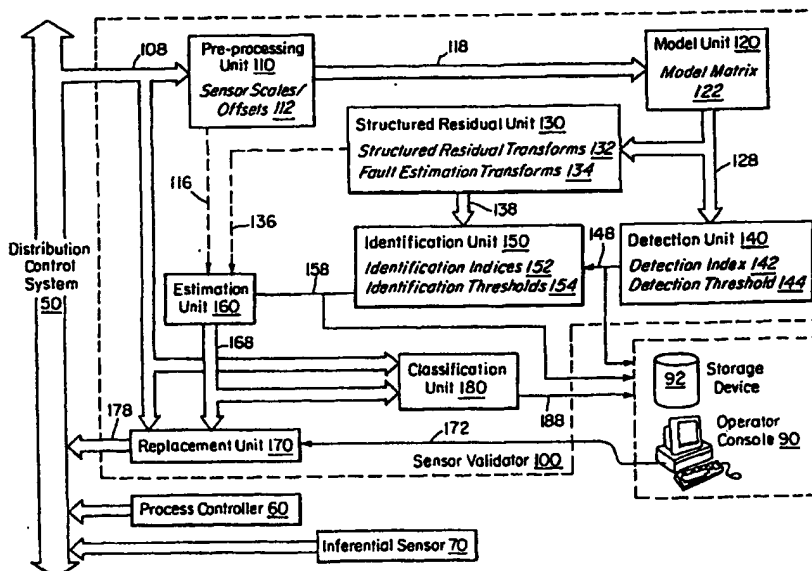 108
Pre-processing
Unit 110
Sensor Scales/
Offsets 112
118
Model Unit 120
Model Matrix
122
Structured Residual Unit 130
Structured Residual Transforms 132
Fault Estimation Transforms 134
128
116
136
138
Distribution
Control
System
50
Identification Unit
150
Identification Indices 152
Identification Thresholds 154
148
Detection Unit 140
Detection Index 142
Detection Threshold 144
Estimation
Unit 160
158
168
Classification
Unit 180
188
92
Storage
Device
Operator
Console 90
178
Replacement Unit 170
172
Sensor Validator 100
Process Controller 60
Inferential Sensor 70